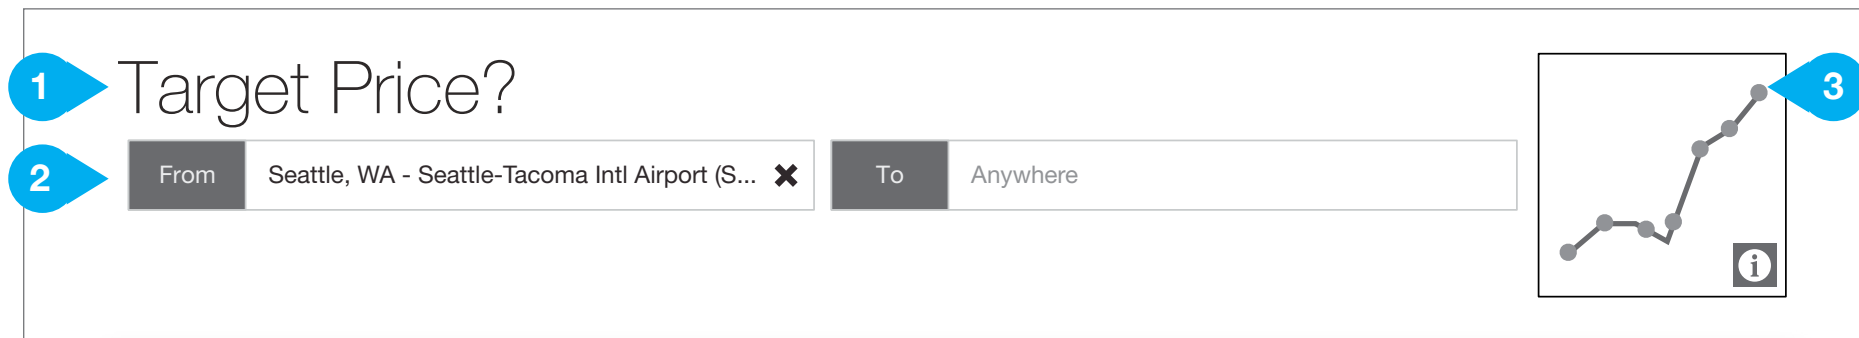 1 Target Price? 3
2 From Seattle, WA - Seattle-Tacoma Intl Airport (S... ✖ To Anywhere
i